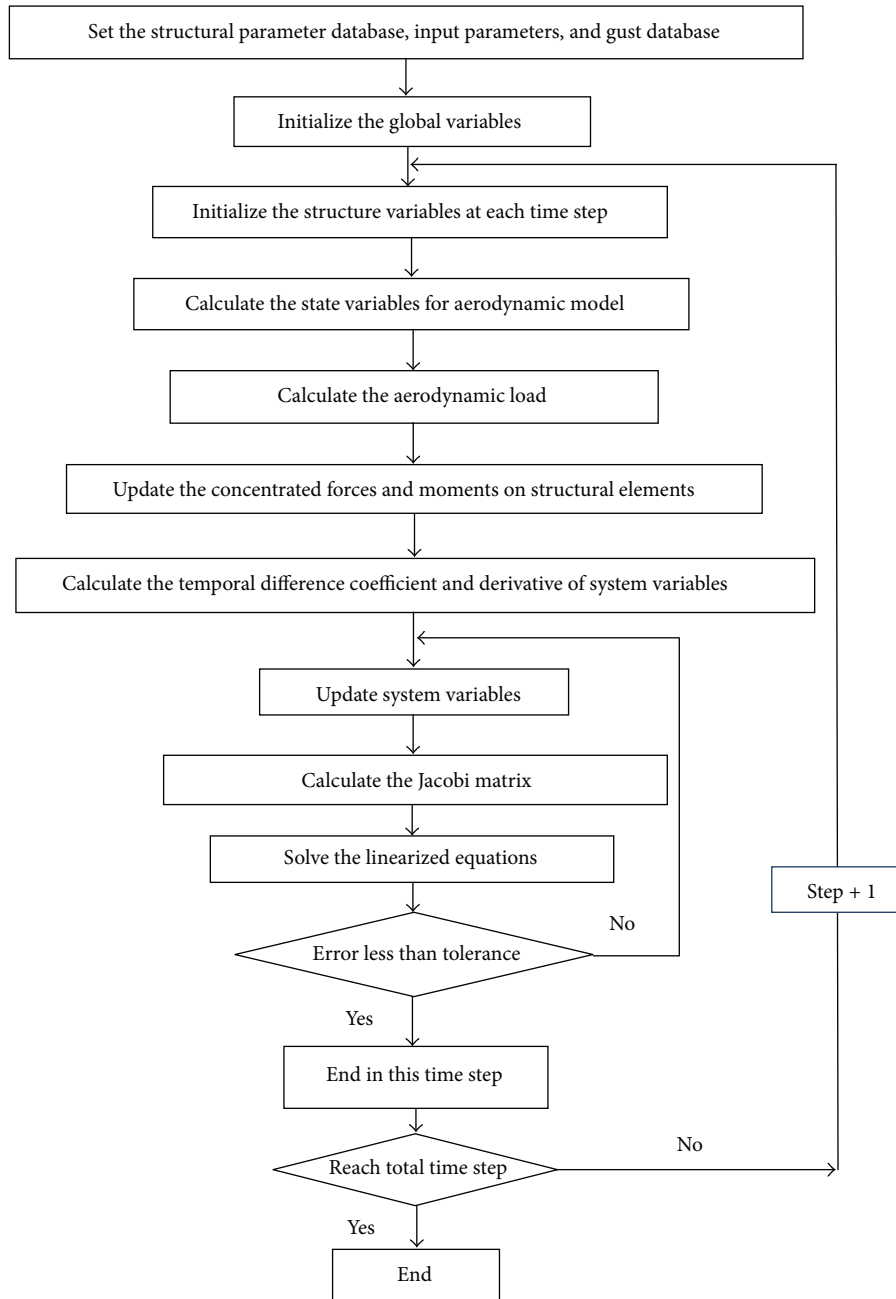 Set the structural parameter database, input parameters, and gust database
Initialize the global variables
Initialize the structure variables at each time step
Calculate the state variables for aerodynamic model
Calculate the aerodynamic load
Update the concentrated forces and moments on structural elements
Calculate the temporal difference coefficient and derivative of system variables
Update system variables
Calculate the Jacobi matrix
Solve the linearized equations
Step + 1
No
Error less than tolerance
Yes
End in this time step
No
Reach total time step
Yes
End